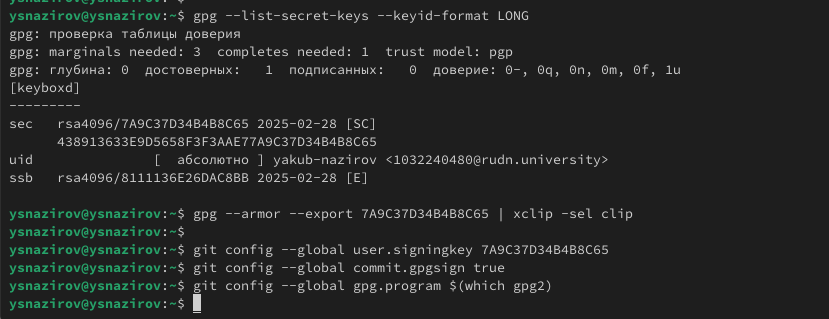 ysnazirov@ysnazirov:~$ gpg --list-secret-keys --keyid-format LONG
gpg: проверка таблицы доверия
gpg: marginals needed: 3  completes needed: 1  trust model: pgp
gpg: глубина: 0  достоверных:   1  подписанных:   0  доверие: 0-, 0q, 0n, 0m, 0f, 1u
[keyboxd]
---------
sec   rsa4096/7A9C37D34B4B8C65 2025-02-28 [SC]
      438913633E9D5658F3F3AAE77A9C37D34B4B8C65
uid               [  абсолютно ] yakub-nazirov <1032240480@rudn.university>
ssb   rsa4096/8111136E26DAC8BB 2025-02-28 [E]

ysnazirov@ysnazirov:~$ gpg --armor --export 7A9C37D34B4B8C65 | xclip -sel clip
ysnazirov@ysnazirov:~$
ysnazirov@ysnazirov:~$ git config --global user.signingkey 7A9C37D34B4B8C65
ysnazirov@ysnazirov:~$ git config --global commit.gpgsign true
ysnazirov@ysnazirov:~$ git config --global gpg.program $(which gpg2)
ysnazirov@ysnazirov:~$